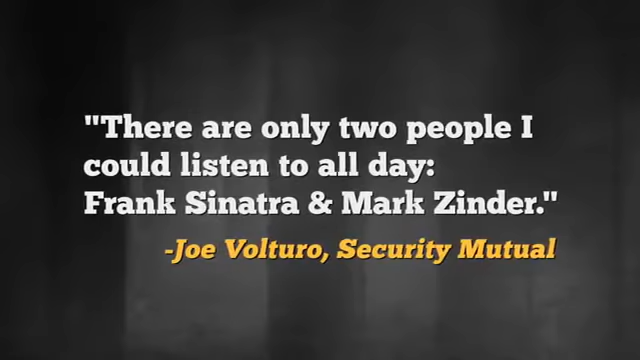 "There are only two people I
could listen to all day:
Frank Sinatra & Mark Zinder."
-Joe Volturo, Security Mutual